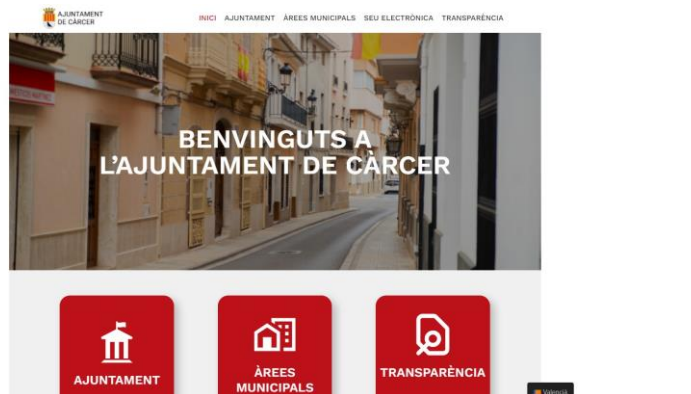 AJUNTAMENT
DE CÀRCER
INICI AJUNTAMENT ÀREES MUNICIPALS SEU ELECTRÒNICA TRANSPARÈNCIA
BENVINGUTS A
L'AJUNTAMENT DE CÀRCER
AJUNTAMENT
ÀREES
MUNICIPALS
TRANSPARÈNCIA
Valencià